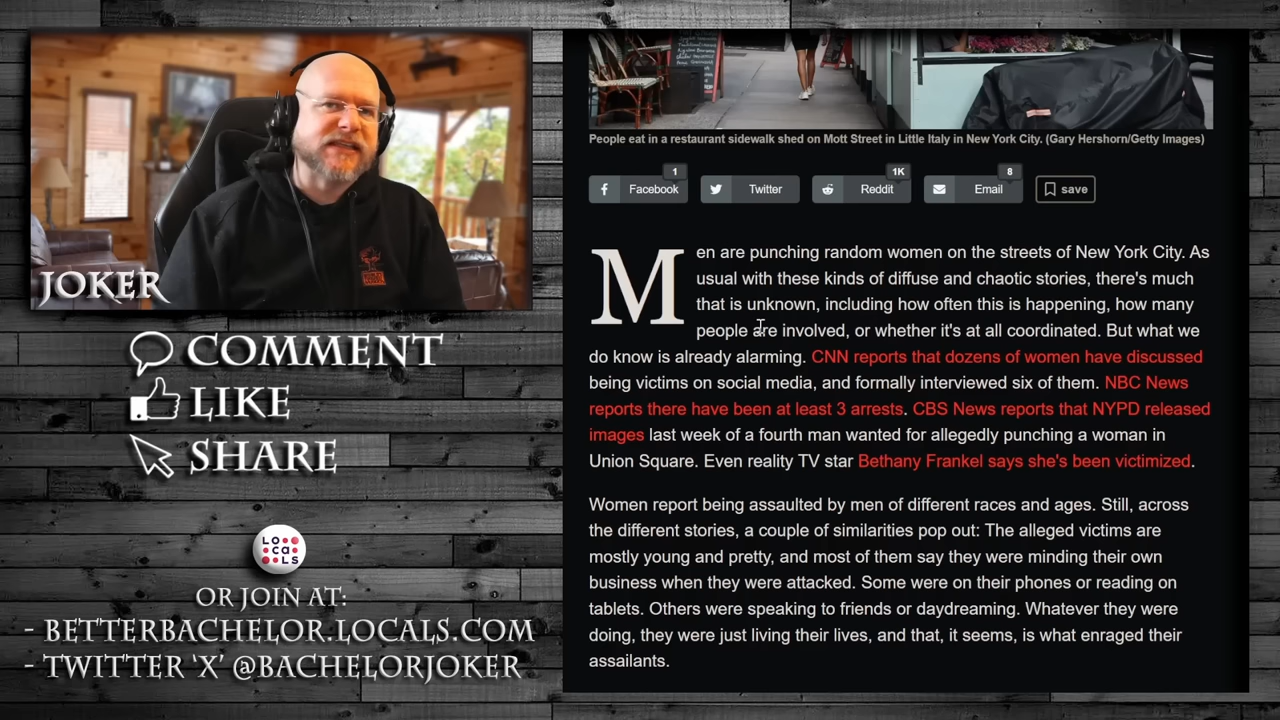 JOKER
COMMENT
LIKE
SHARE
LO
ca
LS
OR JOIN AT:
- BETTERBACHELOR.LOCALS.COM
- TWITTER 'X' @BACHELORJOKER
People eat in a restaurant sidewalk shed on Mott Street in Little Italy in New York City. (Gary Hershorn/Getty Images)
1
1K
8
Facebook
Twitter
Reddit
Email
save
Men are punching random women on the streets of New York City. As
usual with these kinds of diffuse and chaotic stories, there's much
that is unknown, including how often this is happening, how many
people are involved, or whether it's at all coordinated. But what we
do know is already alarming. CNN reports that dozens of women have discussed
being victims on social media, and formally interviewed six of them. NBC News
reports there have been at least 3 arrests. CBS News reports that NYPD released
images last week of a fourth man wanted for allegedly punching a woman in
Union Square. Even reality TV star Bethany Frankel says she's been victimized.
Women report being assaulted by men of different races and ages. Still, across
the different stories, a couple of similarities pop out: The alleged victims are
mostly young and pretty, and most of them say they were minding their own
business when they were attacked. Some were on their phones or reading on
tablets. Others were speaking to friends or daydreaming. Whatever they were
doing, they were just living their lives, and that, it seems, is what enraged their
assailants.